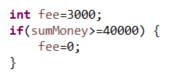 int fee=3000;
if(sumMoney>=40000) {
    fee=0;
}